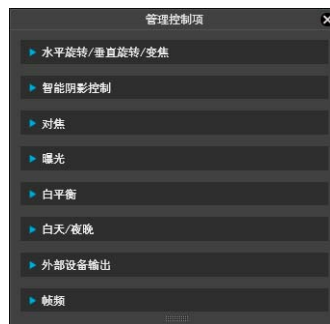 管理控制项
水平旋转/垂直旋转/变焦
智能阴影控制
对焦
曝光
白平衡
白天/夜晚
外部设备输出
帧频